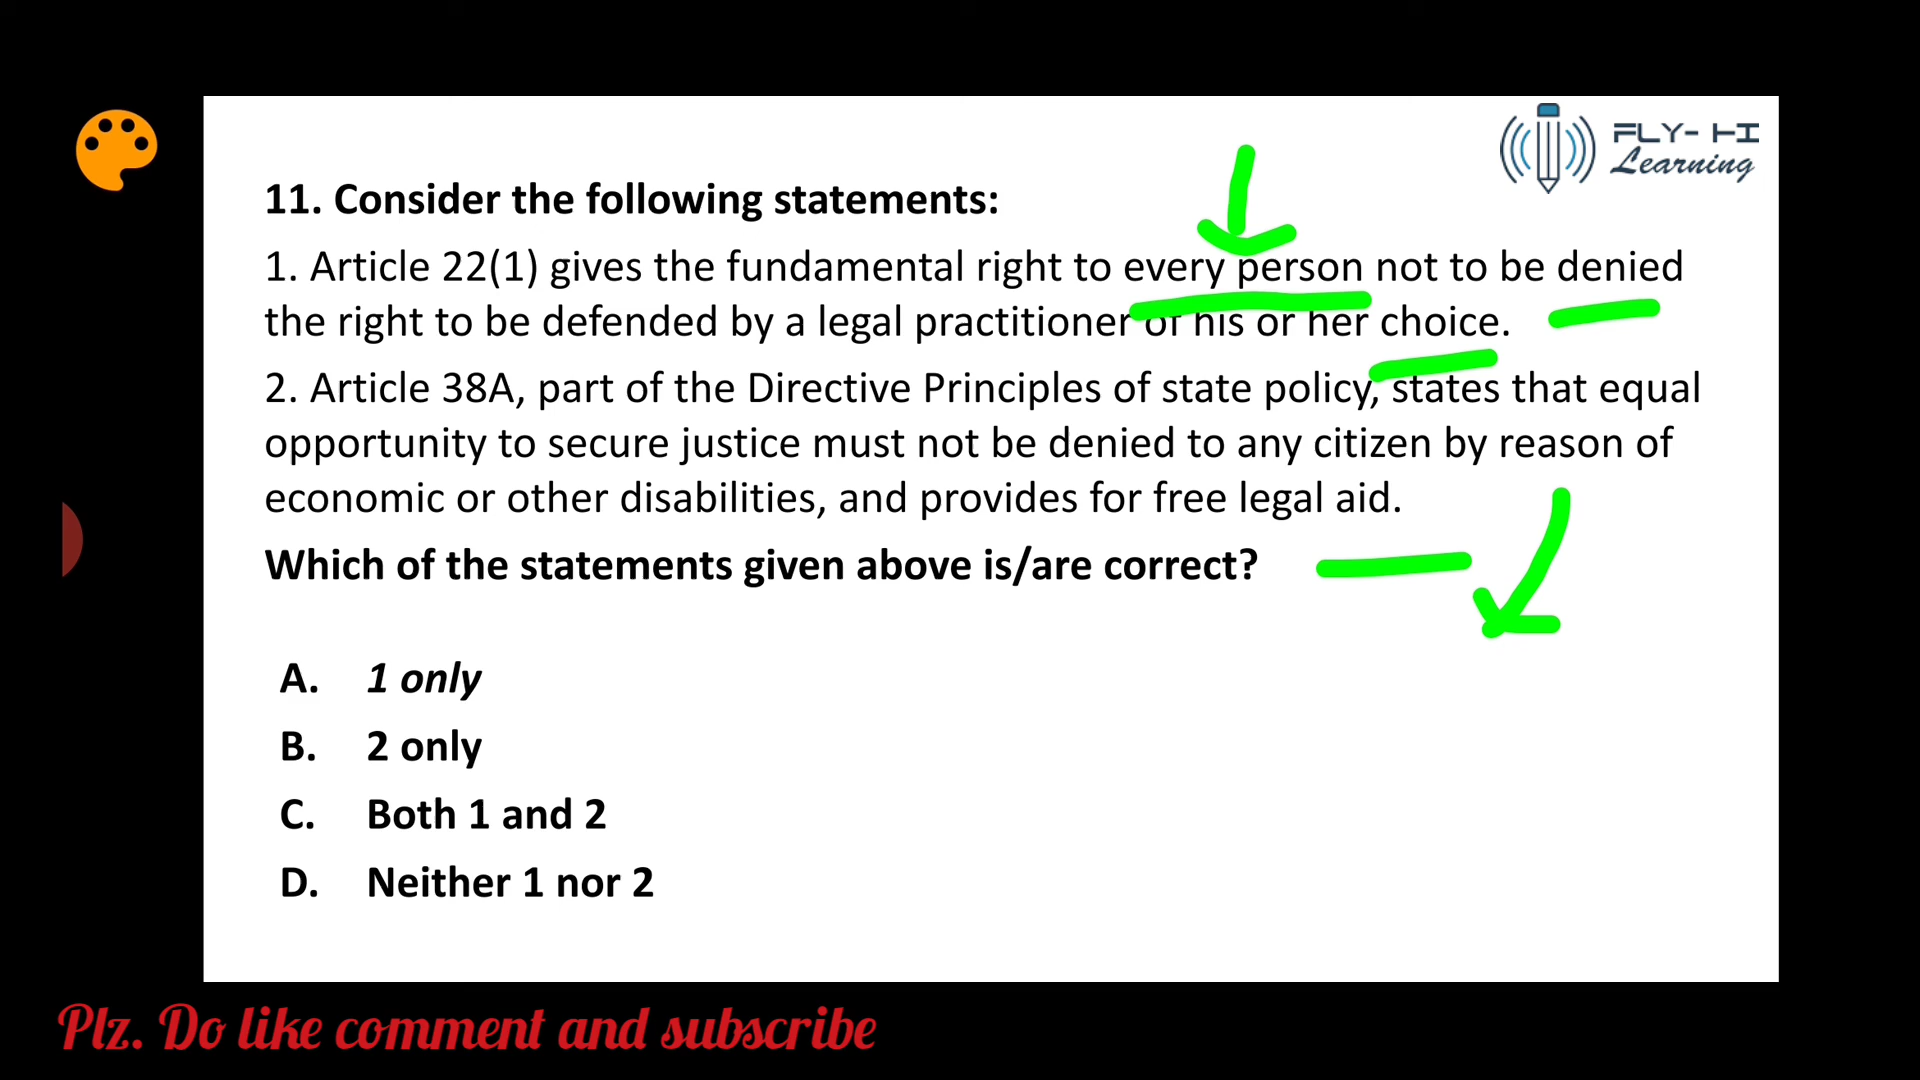 FLY-HI
Learning
11. Consider the following statements:
1. Article 22(1) gives the fundamental right to every person not to be denied
the right to be defended by a legal practitioner of his or her choice.
2. Article 38A, part of the Directive Principles of state policy, states that equal
opportunity to secure justice must not be denied to any citizen by reason of
economic or other disabilities, and provides for free legal aid.
Which of the statements given above is/are correct?
A. 1 only
B. 2 only
C. Both 1 and 2
D. Neither 1 nor 2
Plz. Do like comment and subscribe